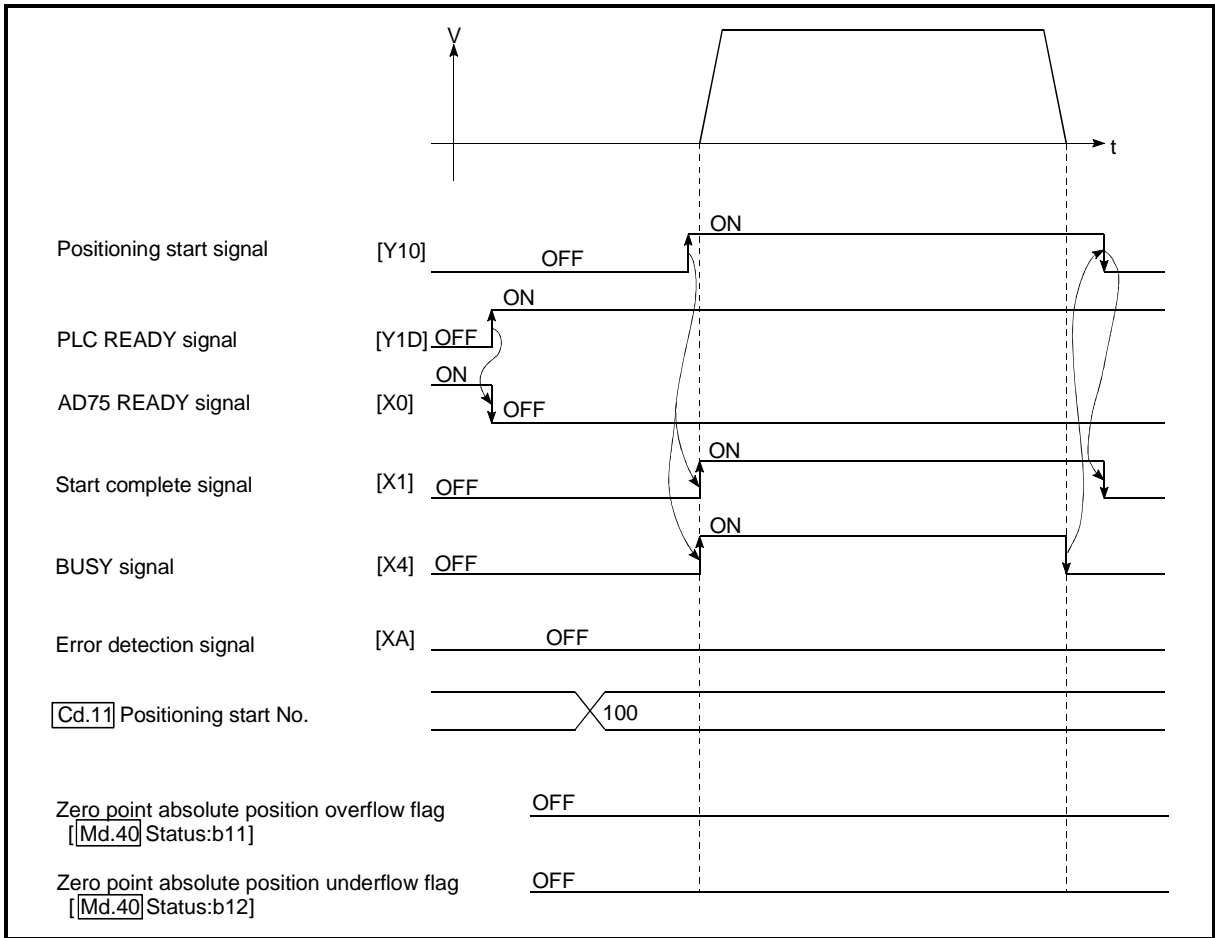 V
t
Positioning start signal [Y10] OFF ON
PLC READY signal [Y1D] OFF ON
AD75 READY signal [X0] ON OFF
Start complete signal [X1] OFF ON
BUSY signal [X4] OFF ON
Error detection signal [XA] OFF
Cd.11 Positioning start No. 100
Zero point absolute position overflow flag OFF
[ Md.40 Status:b11]
Zero point absolute position underflow flag OFF
[ Md.40 Status:b12]